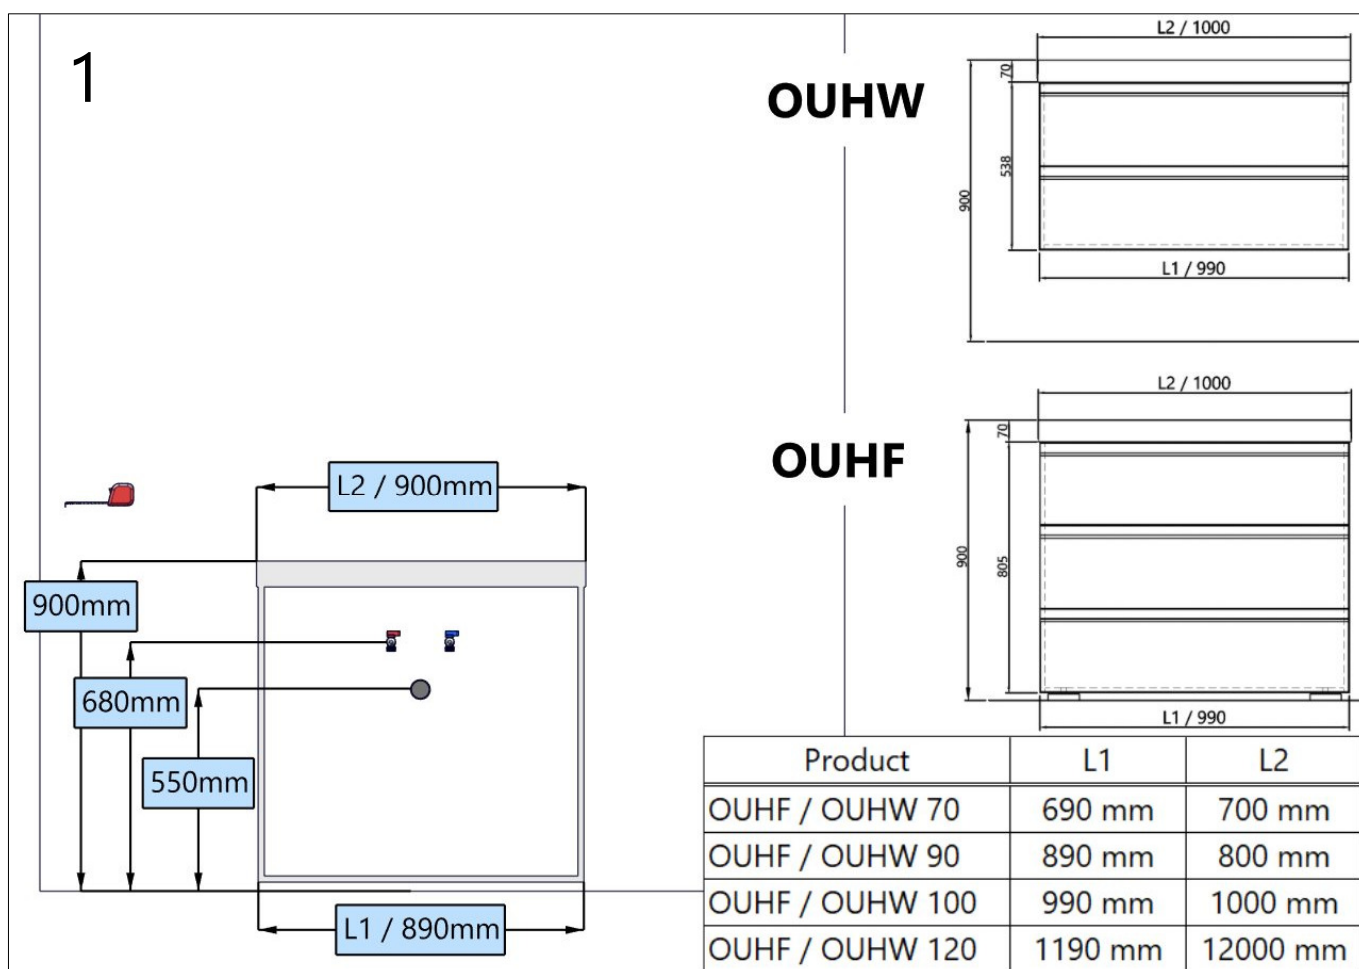 1
OUHW
L2 / 1000
70
538
900
L1 / 990
OUHF
L2 / 1000
70
900
805
L1 / 990
L2 / 900mm
900mm
680mm
550mm
L1 / 890mm
Product L1 L2
OUHF / OUHW 70 690 mm 700 mm
OUHF / OUHW 90 890 mm 800 mm
OUHF / OUHW 100 990 mm 1000 mm
OUHF / OUHW 120 1190 mm 12000 mm